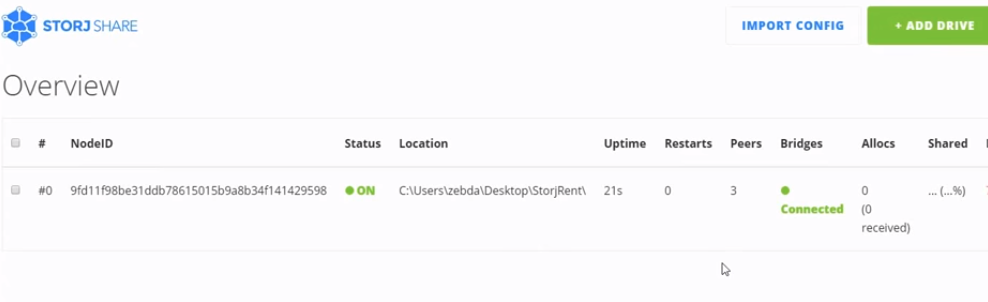 STORJ SHARE
IMPORT CONFIG
+ ADD DRIVE
Overview
# NodeID Status Location Uptime Restarts Peers Bridges Allocs Shared
#0 9fd11f98be31ddb78615015b9a8b34f141429598 ON C:\Users\zebda\Desktop\StorjRent\ 21s 0 3 0 ... (...%)
Connected (0
received)